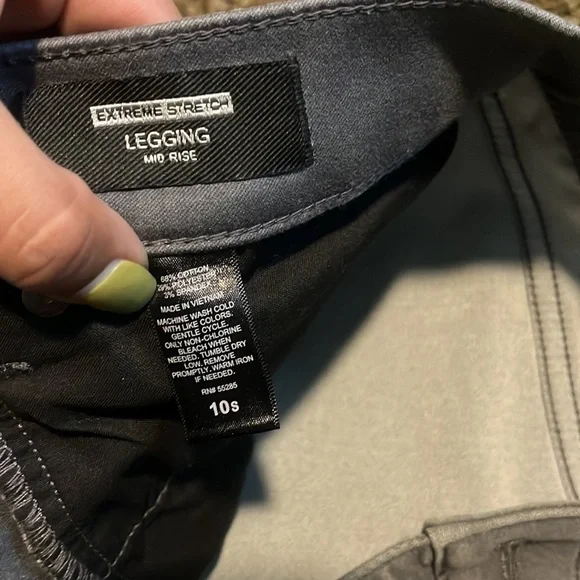 EXTREME STRETCH
LEGGING
MID RISE
68% COTTON
29% POLYESTER
3% SPANDEX
MADE IN VIETNAM
MACHINE WASH COLD
WITH LIKE COLORS.
GENTLE CYCLE.
ONLY NON-CHLORINE
BLEACH WHEN
NEEDED. TUMBLE DRY
LOW. REMOVE
PROMPTLY. WARM IRON
IF NEEDED.
RN# 55285
10s